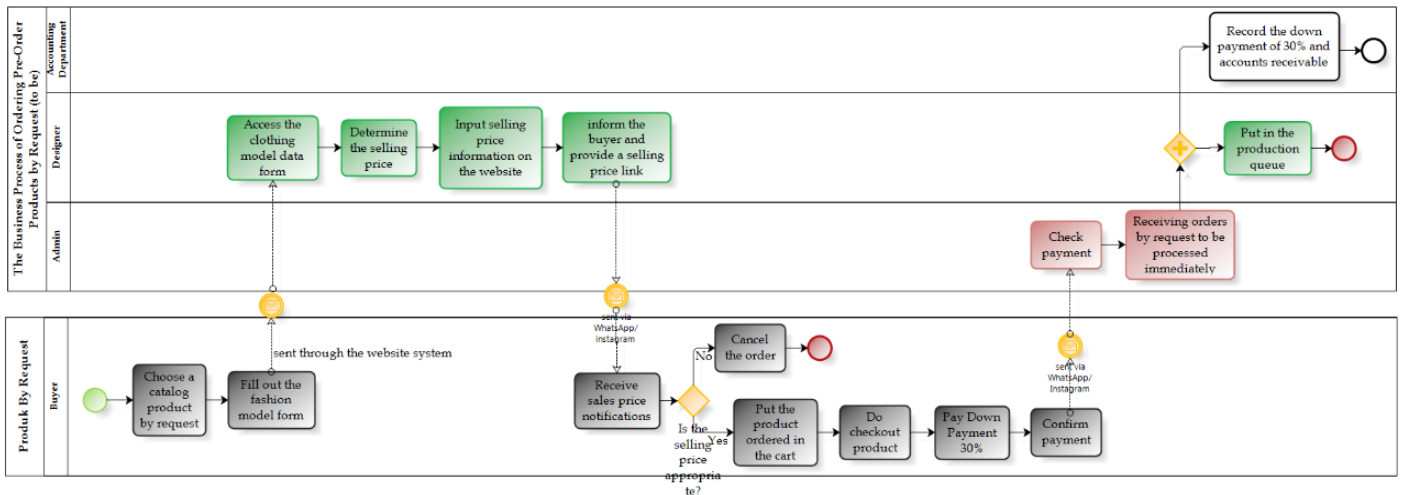 The Business Process of Ordering Pre-Order
Products by Request (to be)
Accounting
Department
Record the down
payment of 30% and
accounts receivable
Designer
Access the
clothing
model data
form
Determine
the selling
price
Input selling
price
information on
the website
inform the
buyer and
provide a selling
price link
Put in the
production
queue
Admin
Check
payment
Receiving orders
by request to be
processed
immediately
sent via
WhatsApp/
instagram
sent through the website system
sent via
WhatsApp/
Instagram
Produk By Request
Buyer
Choose a
catalog
product
by request
Fill out the
fashion
model form
Receive
sales price
notifications
No
Cancel
the order
Is the
selling
price
appropria
te?
Yes
Put the
product
ordered in
the cart
Do
checkout
product
Pay Down
Payment
30%
Confirm
payment